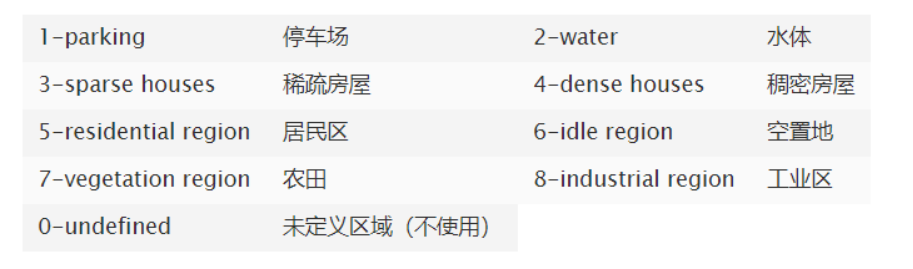 1-parking 停车场 2-water 水体
3-sparse houses 稀疏房屋 4-dense houses 稠密房屋
5-residential region 居民区 6-idle region 空置地
7-vegetation region 农田 8-industrial region 工业区
0-undefined 未定义区域（不使用）